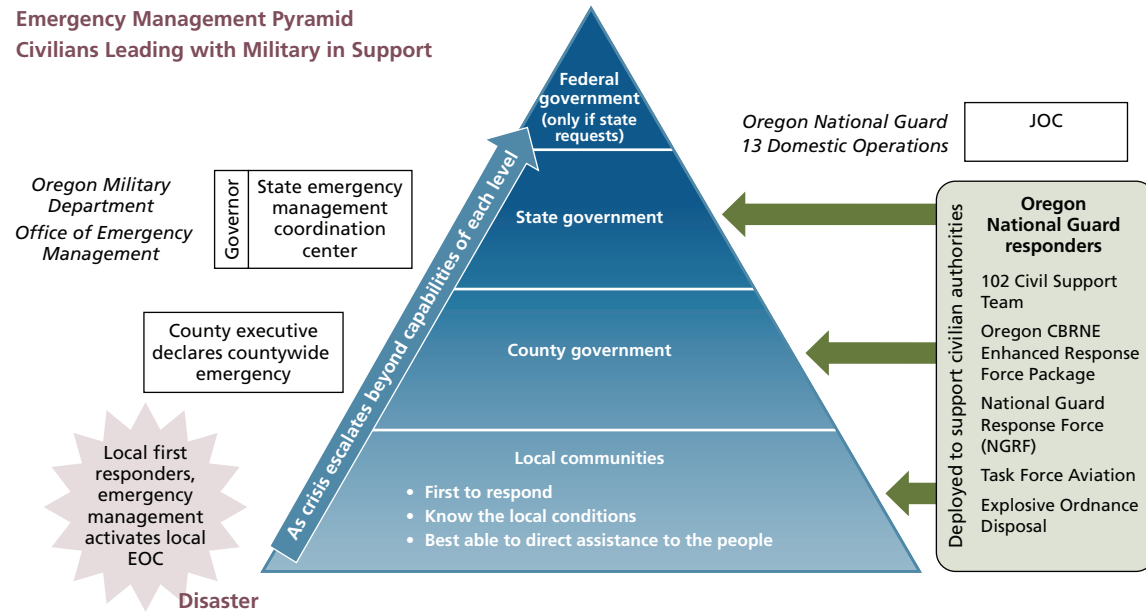 Emergency Management Pyramid
Civilians Leading with Military in Support
Federal
government
(only if state
requests)
State government
County government
Local communities
• First to respond
• Know the local conditions
• Best able to direct assistance to the people
As crisis escalates beyond capabilities of each level
Oregon Military
Department
Office of Emergency
Management
Governor
State emergency
management
coordination
center
County executive
declares countywide
emergency
Local first
responders,
emergency
management
activates local
EOC
Disaster
Oregon National Guard
13 Domestic Operations
JOC
Deployed to support civilian authorities
Oregon
National Guard
responders
102 Civil Support
Team
Oregon CBRNE
Enhanced Response
Force Package
National Guard
Response Force
(NGRF)
Task Force Aviation
Explosive Ordnance
Disposal